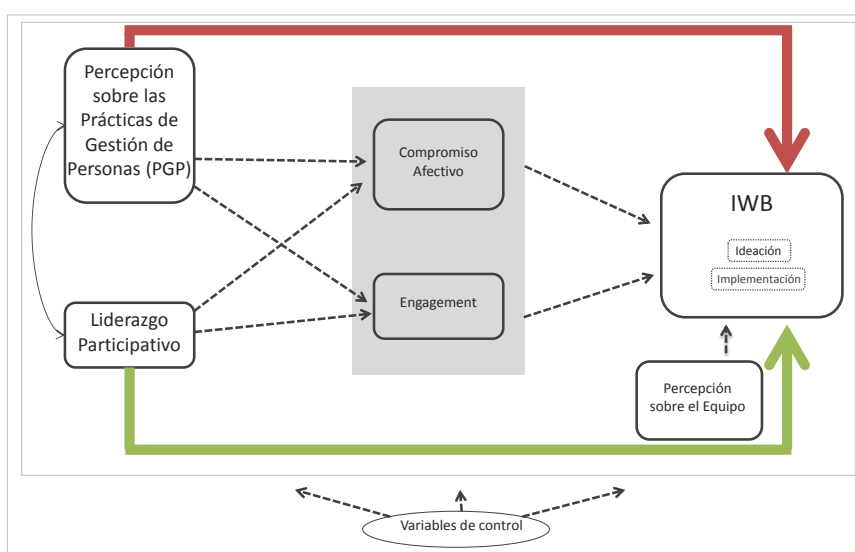 Percepción
sobre las
Prácticas de
Gestión de
Personas (PGP)
Compromiso
Afectivo
IWB
Ideación
Implementación
Engagement
Liderazgo
Participativo
Percepción
sobre el Equipo
Variables de control